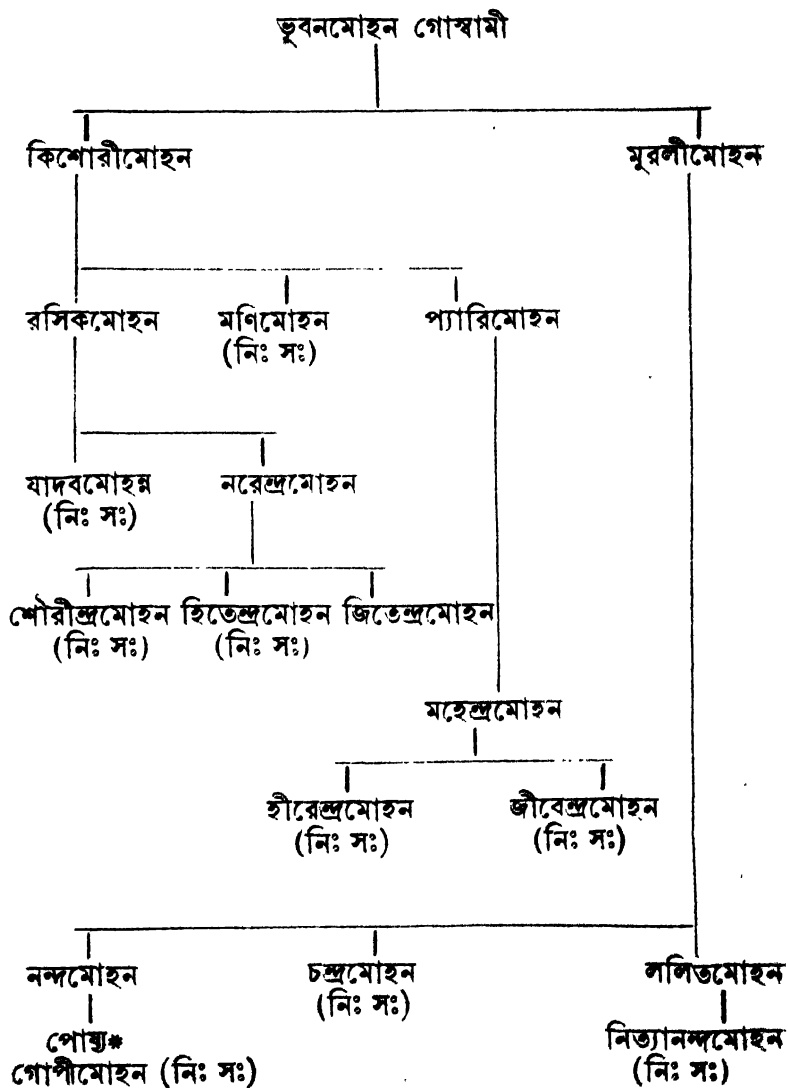 ভুবনমোহন গোস্বামী
কিশোরীমোহন মুরলীমোহন
রসিকমোহন মণিমোহন প্যারিমোহন
(নিঃ সঃ)
যাদবমোহন নরেন্দ্রমোহন
(নিঃ সঃ)
শৌরীন্দ্রমোহন হিতেন্দ্রমোহন জিতেন্দ্রমোহন
(নিঃ সঃ) (নিঃ সঃ)
মহেন্দ্রমোহন
হীরেন্দ্রমোহন জীবেন্দ্রমোহন
(নিঃ সঃ) (নিঃ সঃ)
নন্দমোহন চন্দ্রমোহন ললিতমোহন
(নিঃ সঃ)
পোষ্য* নিত্যানন্দমোহন
গোপীমোহন (নিঃ সঃ) (নিঃ সঃ)